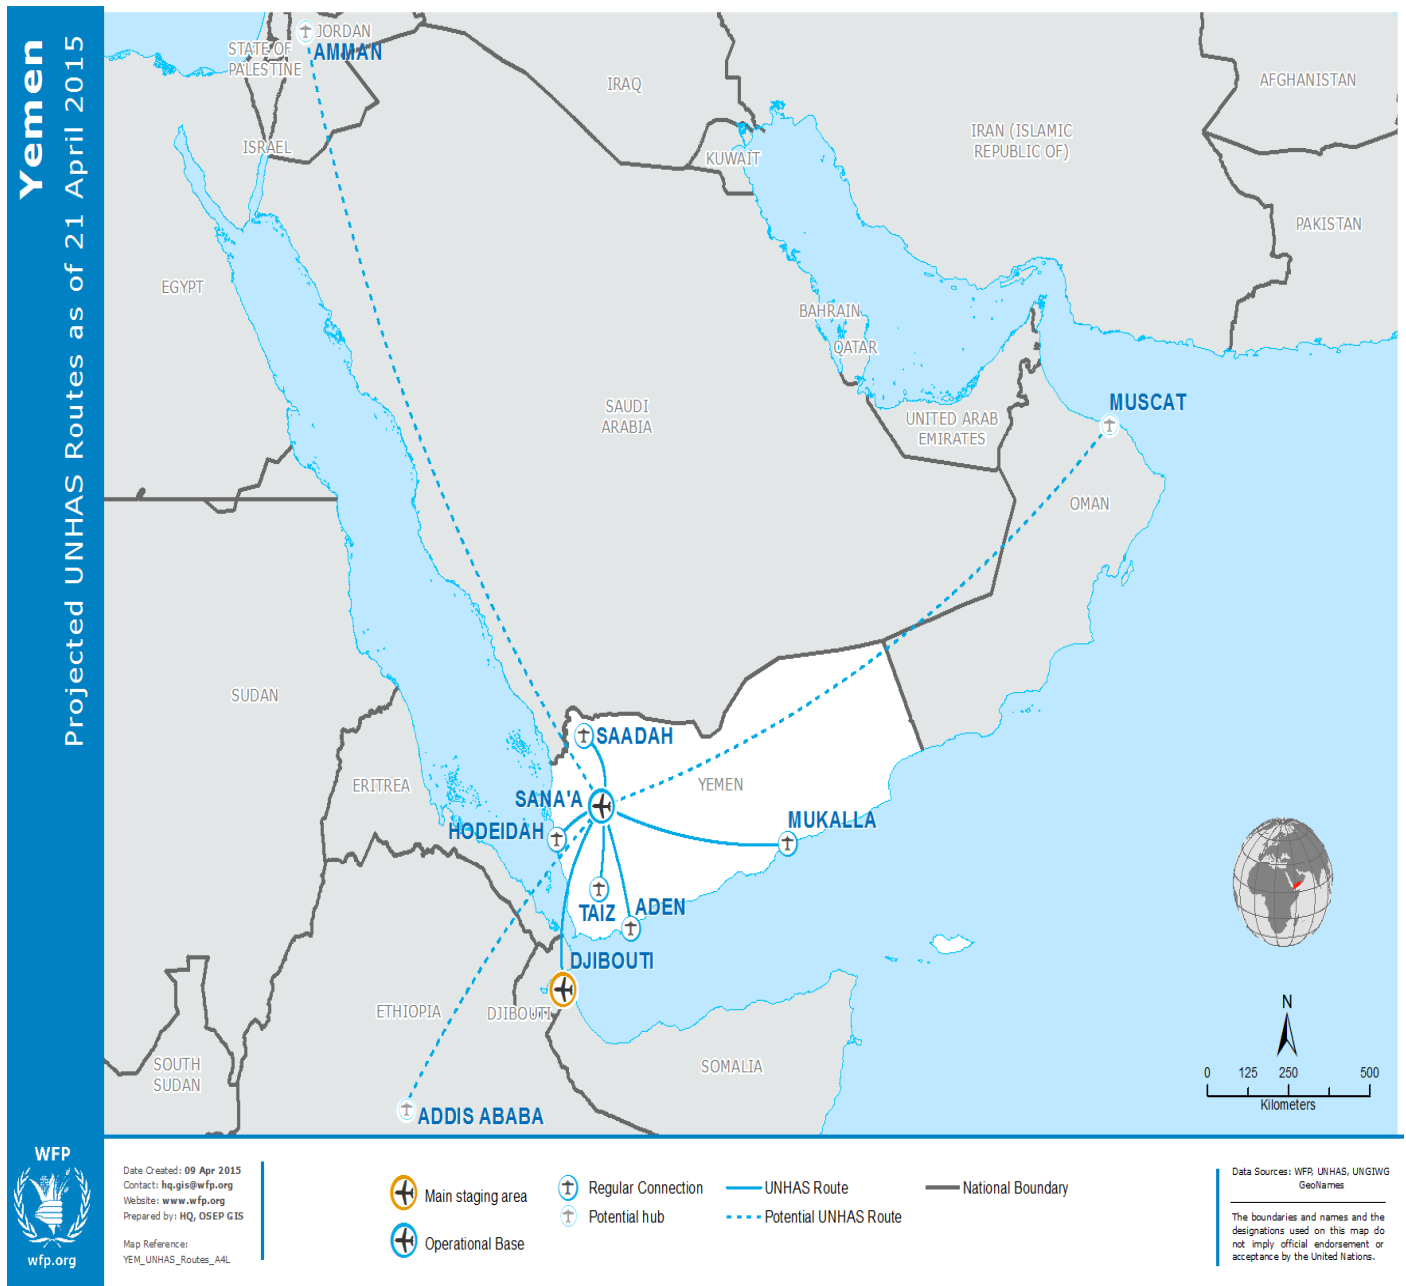 Yemen
Projected UNHAS Routes as of 21 April 2015
JORDAN
AMMAN
STATE OF
PALESTINE
ISRAEL
IRAQ
KUWAIT
IRAN (ISLAMIC
REPUBLIC OF)
AFGHANISTAN
PAKISTAN
EGYPT
BAHRAIN
QATAR
SAUDI
ARABIA
UNITED ARAB
EMIRATES
MUSCAT
OMAN
SUDAN
ERITREA
SAADAH
SANA'A
YEMEN
HODEIDAH
MUKALLA
TAIZ
ADEN
DJIBOUTI
ETHIOPIA
DJIBOUTI
SOUTH
SUDAN
SOMALIA
ADDIS ABABA
N
0 125 250 500
Kilometers
WFP
wfp.org
Date Created: 09 Apr 2015
Contact: hq.gis@wfp.org
Website: www.wfp.org
Prepared by: HQ, OSEP GIS
Map Reference:
YEM_UNHAS_Routes_A4L
Main staging area
Operational Base
Regular Connection
Potential hub
UNHAS Route
Potential UNHAS Route
National Boundary
Data Sources: WFP, UNHAS, UNGIWG
GeoNames
The boundaries and names and the
designations used on this map do
not imply official endorsement or
acceptance by the United Nations.